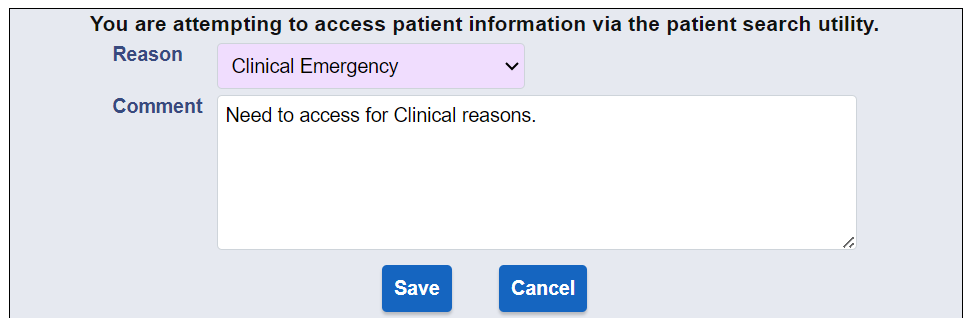 You are attempting to access patient information via the patient search utility.
Reason
Clinical Emergency
Comment
Need to access for Clinical reasons.
Save
Cancel